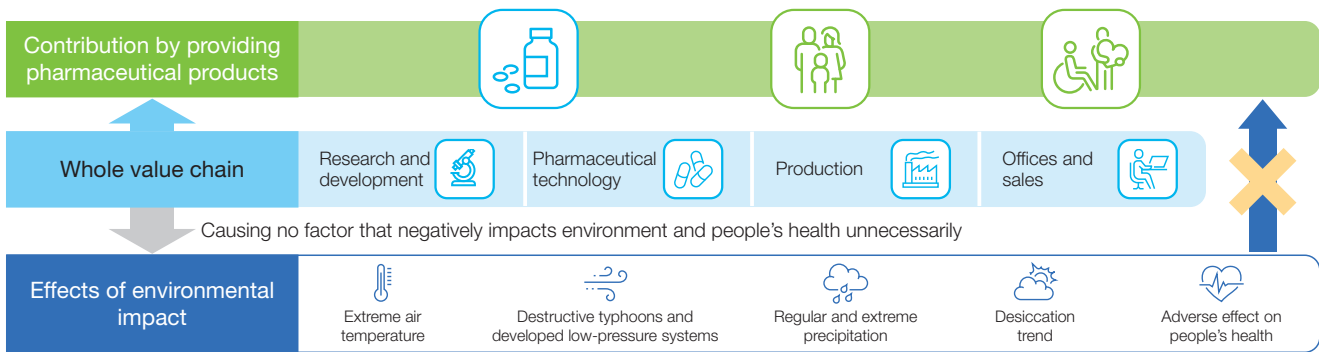 Contribution by providing
pharmaceutical products
Whole value chain
Research and
development
Pharmaceutical
technology
Production
Offices and
sales
Causing no factor that negatively impacts environment and people’s health unnecessarily
Effects of environmental
impact
Extreme air
temperature
Destructive typhoons and
developed low-pressure systems
Regular and extreme
precipitation
Desiccation
trend
Adverse effect on
people’s health